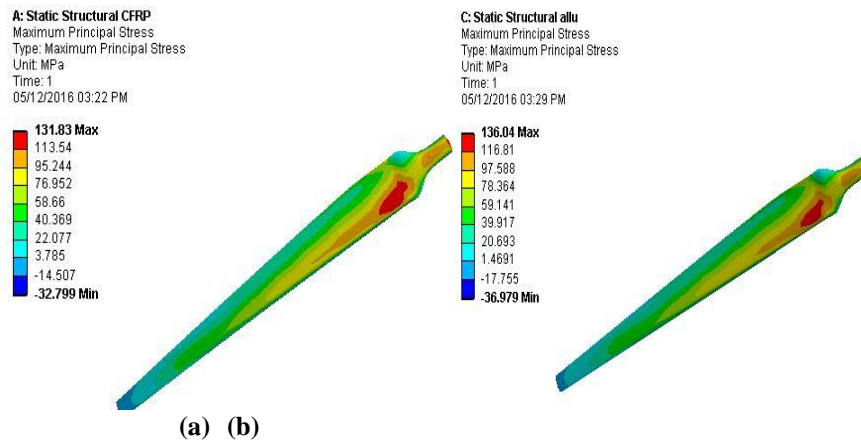 A: Static Structural CFRP
Maximum Principal Stress
Type: Maximum Principal Stress
Unit: MPa
Time: 1
05/12/2016 03:22 PM
131.83 Max
113.54
95.244
76.952
58.66
40.369
22.077
3.785
-14.507
-32.799 Min
C: Static Structural allu
Maximum Principal Stress
Type: Maximum Principal Stress
Unit: MPa
Time: 1
05/12/2016 03:29 PM
136.04 Max
116.81
97.588
78.364
59.141
39.917
20.693
1.4691
-17.755
-36.979 Min
(a) (b)